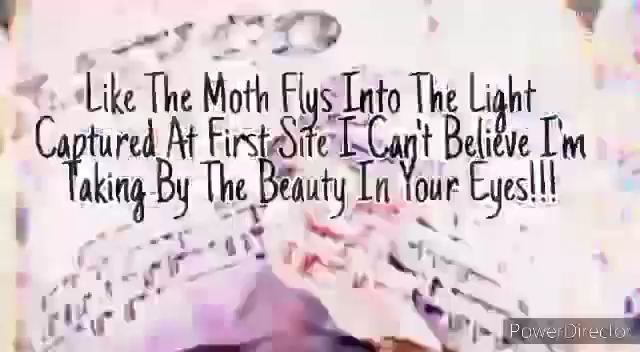 Like The Moth Flys Into The Light
Captured At First Site I Can't Believe I'm
Taking By The Beauty In Your Eyes!!!
PowerDirector